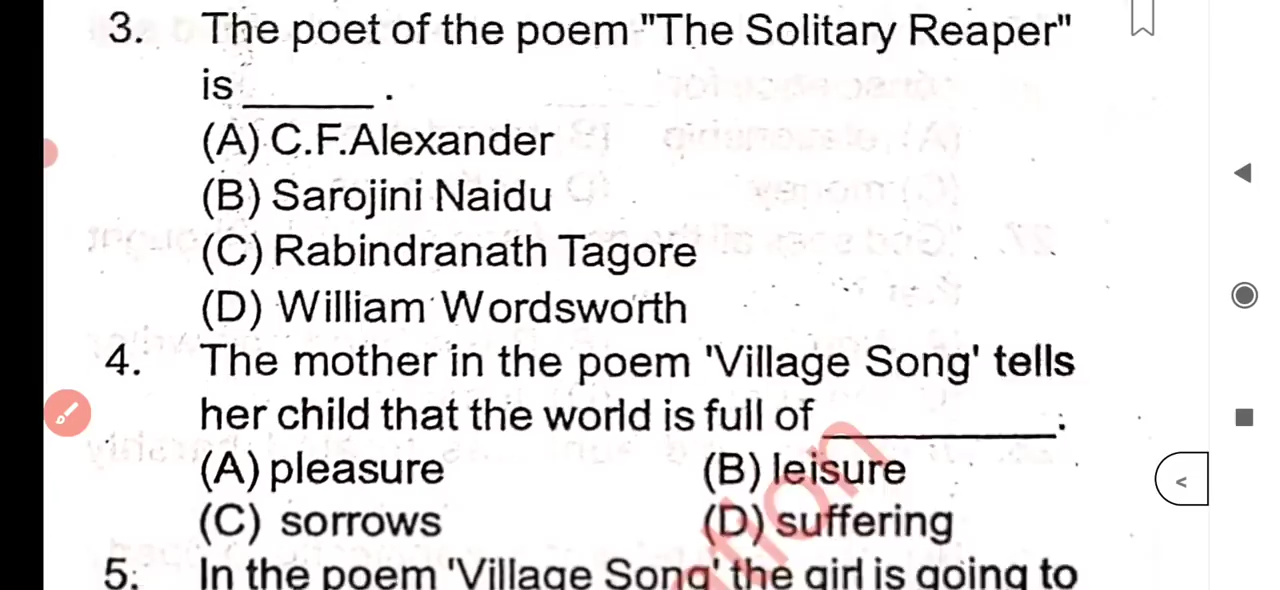 3. The poet of the poem "The Solitary Reaper"
is ______ .
(A) C.F.Alexander
(B) Sarojini Naidu
(C) Rabindranath Tagore
(D) William Wordsworth
4. The mother in the poem 'Village Song' tells
her child that the world is full of __________.
(A) pleasure (B) leisure
(C) sorrows (D) suffering
5. In the poem 'Village Song' the girl is going to